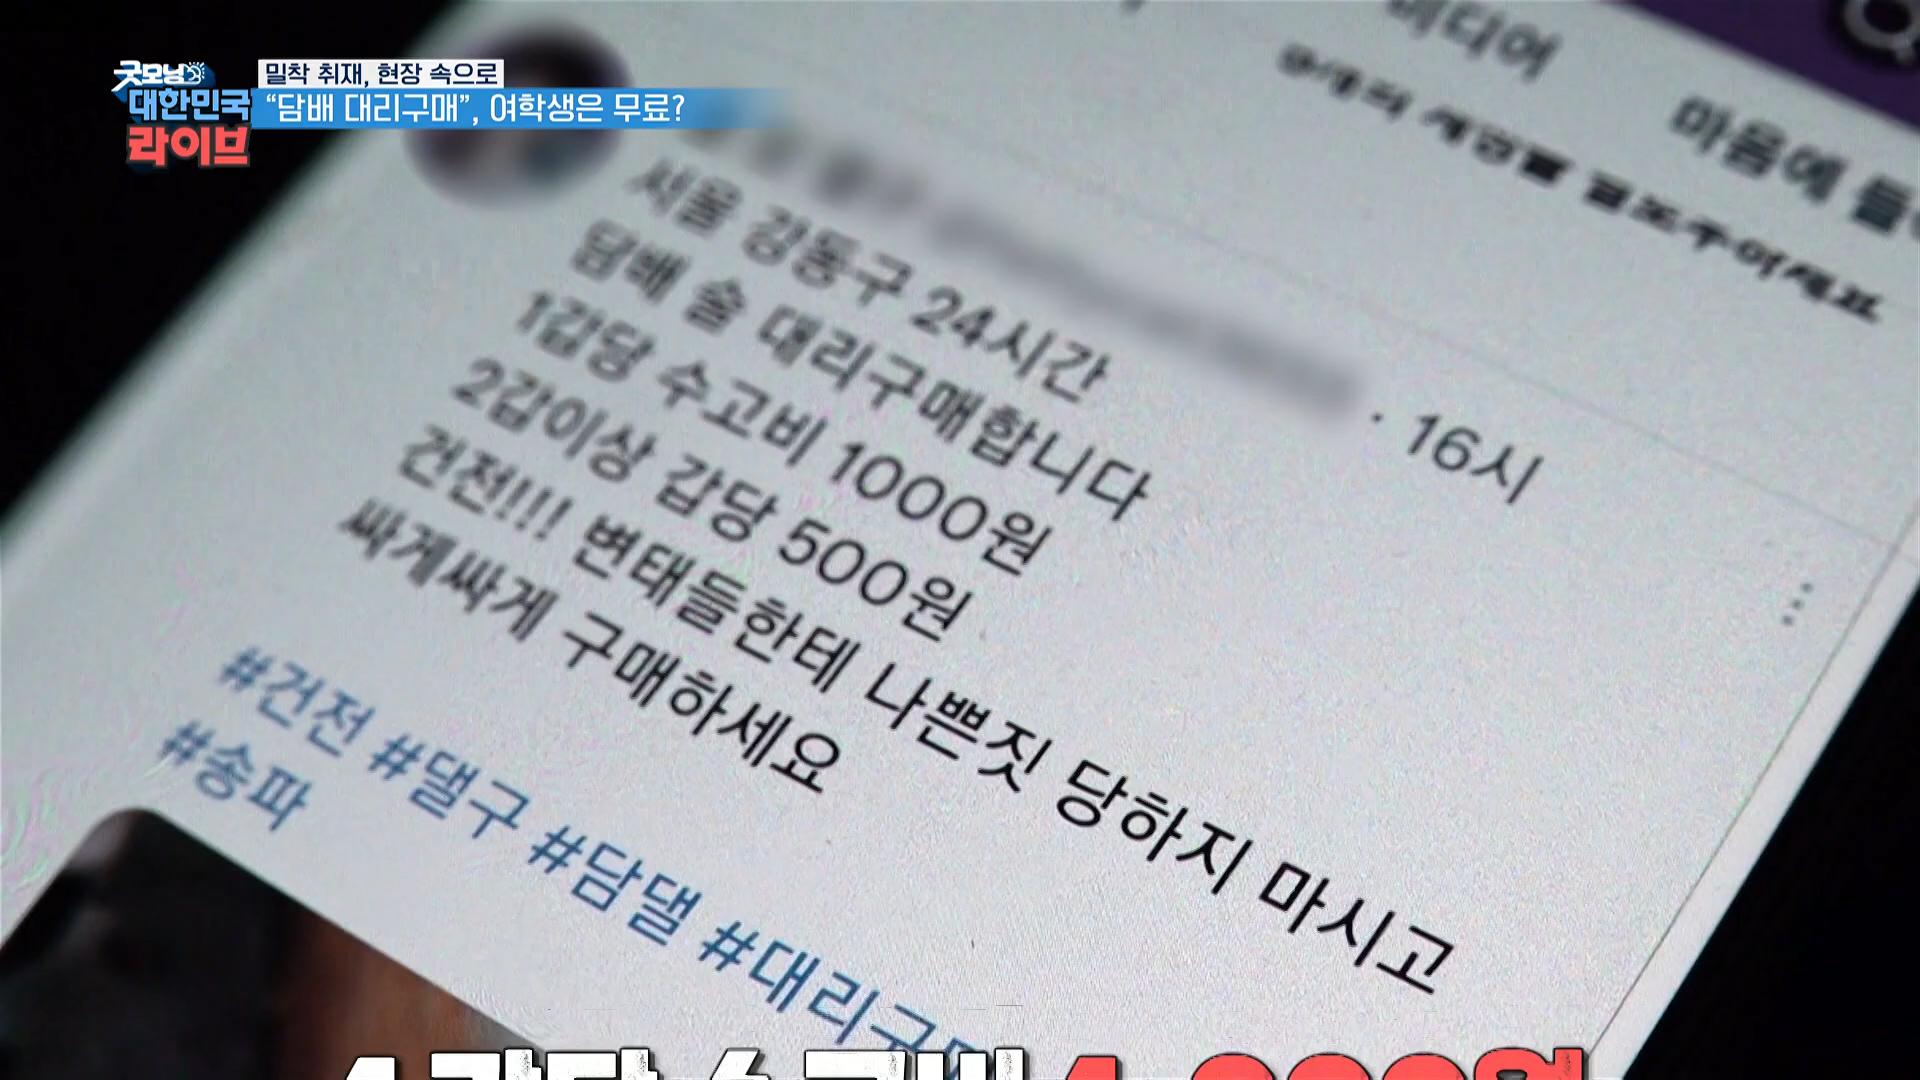 굿모닝
대한민국
라이브
밀착 취재, 현장 속으로
“담배 대리구매”, 여학생은 무료?
미디어
마음에 들
· 16시
서울 강동구 24시간
담배 술 대리구매합니다
1갑당 수고비 1000원
2갑이상 갑당 500원
건전!!! 변태들한테 나쁜짓 당하지 마시고
싸게싸게 구매하세요
#건전 #댈구 #담댈 #대리구
#송파